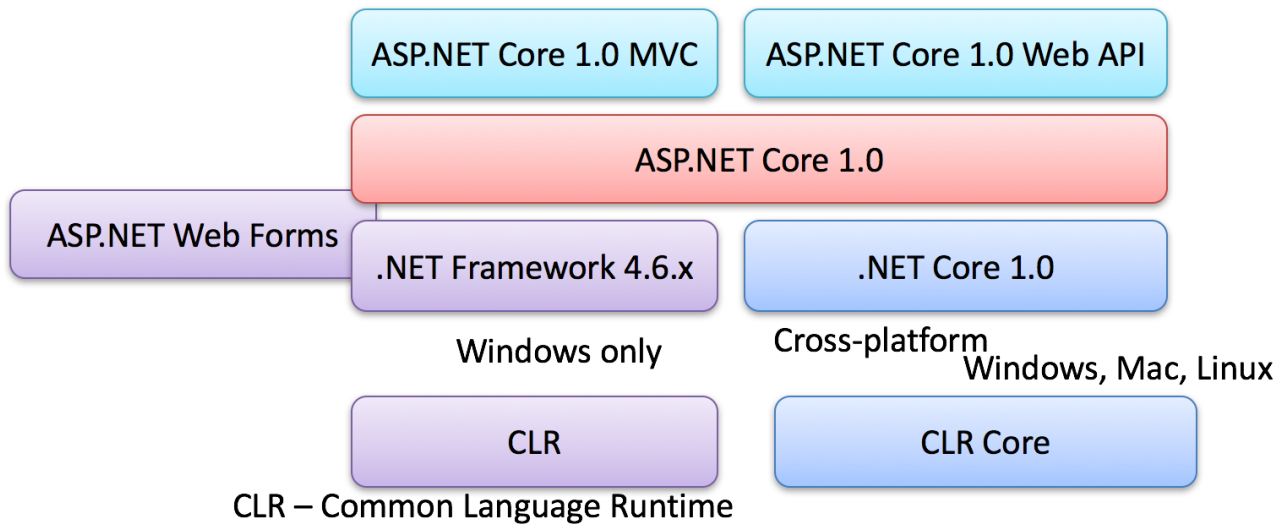 ASP.NET Core 1.0 MVC
ASP.NET Core 1.0 Web API
ASP.NET Core 1.0
ASP.NET Web Forms
.NET Framework 4.6.x
.NET Core 1.0
Windows only
Cross-platform
Windows, Mac, Linux
CLR
CLR Core
CLR – Common Language Runtime